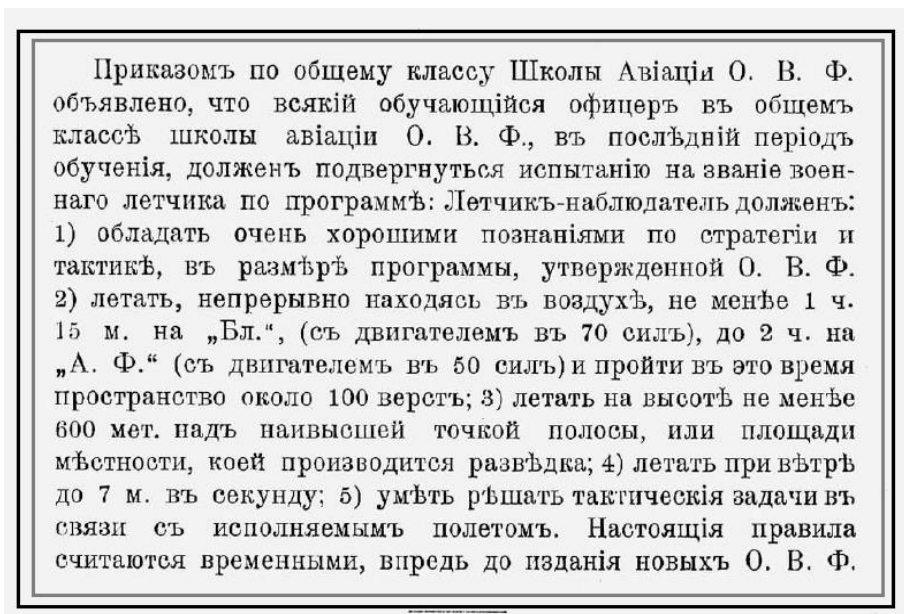 Приказомъ по общему классу Школы Авіаціи О. В. Ф.
объявлено, что всякій обучающійся офицеръ въ общемъ
классѣ школы авіаціи О. В. Ф., въ послѣдній періодъ
обученія, долженъ подвергнуться испытанію на званіе воен-
наго летчика по программѣ: Летчикъ-наблюдатель долженъ:
1) обладать очень хорошими познаніями по стратегіи и
тактикѣ, въ размѣрѣ программы, утвержденной О. В. Ф.
2) летать, непрерывно находясь въ воздухѣ, не менѣе 1 ч.
15 м. на „Бл.“, (съ двигателемъ въ 70 силъ), до 2 ч. на
„А. Ф.“ (съ двигателемъ въ 50 силъ) и пройти въ это время
пространство около 100 верстъ; 3) летать на высотѣ не менѣе
600 мет. надъ наивысшей точкой полосы, или площади
мѣстности, коей производится развѣдка; 4) летать при вѣтрѣ
до 7 м. въ секунду; 5) умѣть рѣшать тактическія задачи въ
связи съ исполняемымъ полетомъ. Настоящія правила
считаются временными, впредь до изданія новыхъ О. В. Ф.